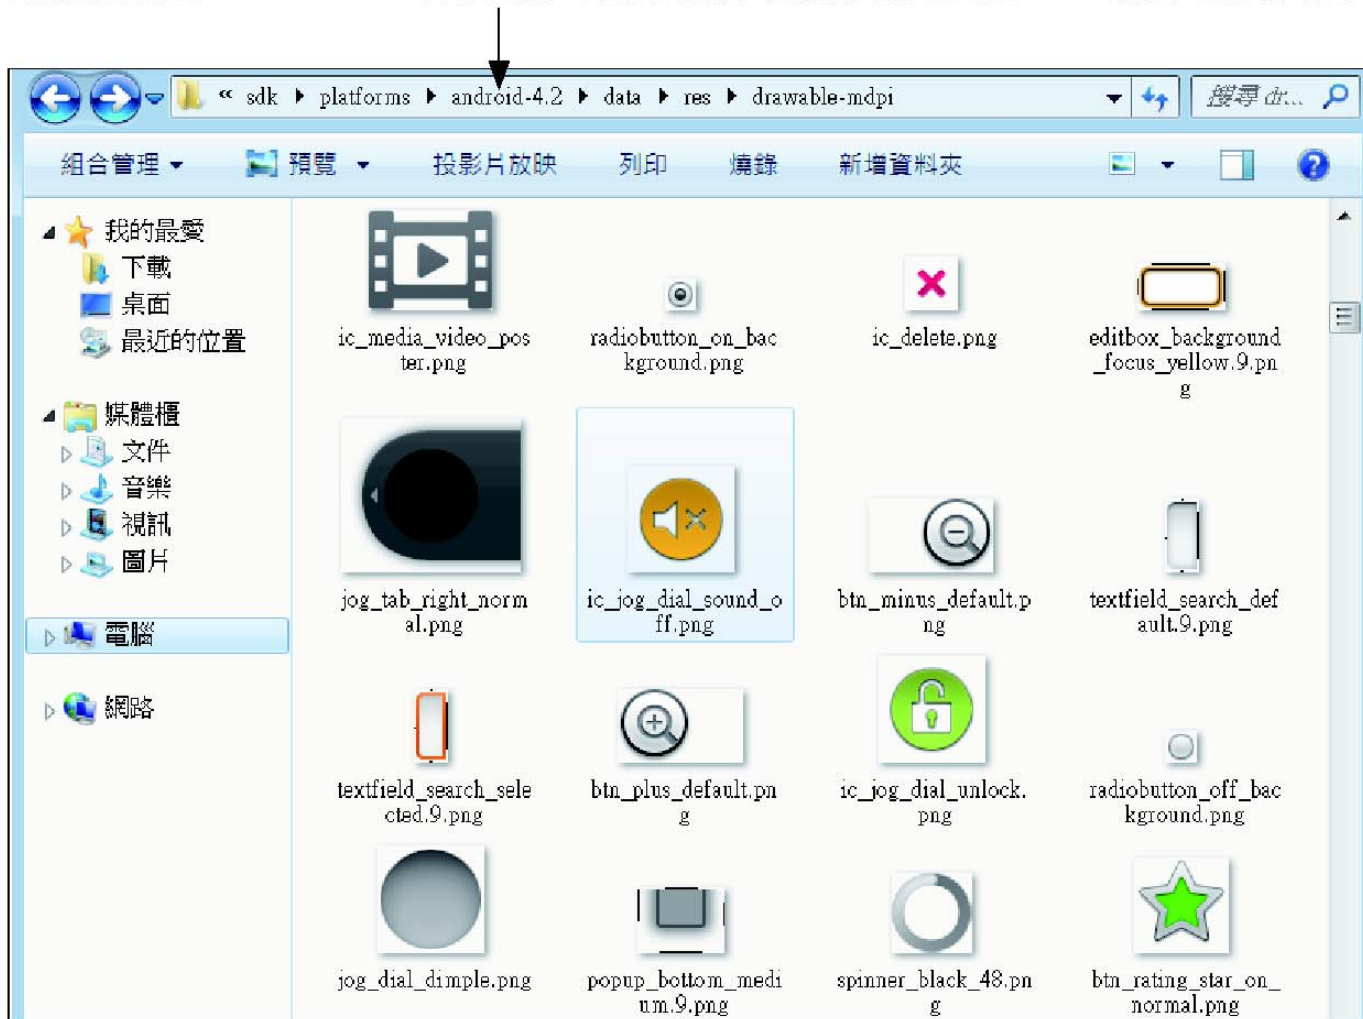 « sdk ▸ platforms ▸ android-4.2 ▸ data ▸ res ▸ drawable-mdpi
搜尋 dr...
組合管理 預覽 投影片放映 列印 燒錄 新增資料夾
我的最愛
下載
桌面
最近的位置
媒體櫃
文件
音樂
視訊
圖片
電腦
網路
ic_media_video_pos
ter.png
radiobutton_on_bac
kground.png
ic_delete.png
editbox_background
_focus_yellow.9.pn
g
jog_tab_right_norm
al.png
ic_jog_dial_sound_o
ff.png
btn_minus_default.p
ng
textfield_search_def
ault.9.png
textfield_search_sele
cted.9.png
btn_plus_default.pn
g
ic_jog_dial_unlock.
png
radiobutton_off_bac
kground.png
jog_dial_dimple.png
popup_bottom_medi
um.9.png
spinner_black_48.pn
g
btn_rating_star_on_
normal.png